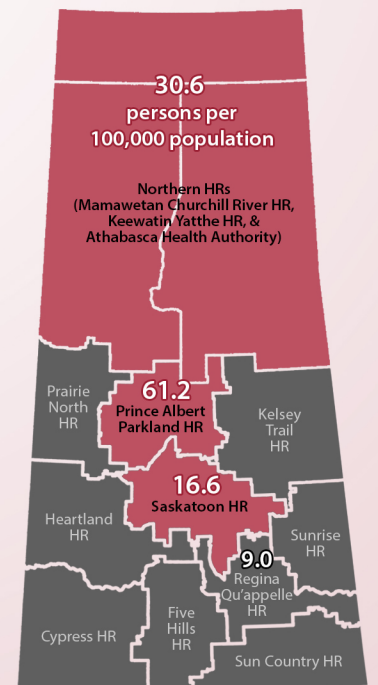 30.6
persons per
100,000 population
Northern HRs
(Mamawetan Churchill River HR,
Keewatin Yatthe HR, &
Athabasca Health Authority)
Prairie
North
HR
61.2
Prince Albert
Parkland HR
Kelsey
Trail
HR
16.6
Saskatoon HR
Heartland
HR
Sunrise
HR
9.0
Regina
Qu'appelle
HR
Five
Hills
HR
Cypress HR
Sun Country HR